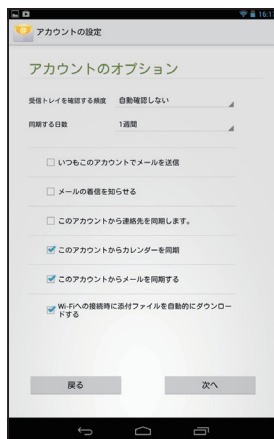 16:17
アカウントの設定
アカウントのオプション
受信トレイを確認する頻度 自動確認しない
同期する日数 1週間
いつもこのアカウントでメールを送信
メールの着信を知らせる
このアカウントから連絡先を同期します。
このアカウントからカレンダーを同期
このアカウントからメールを同期する
Wi-Fiへの接続時に添付ファイルを自動的にダウンロー
ドする
戻る 次へ